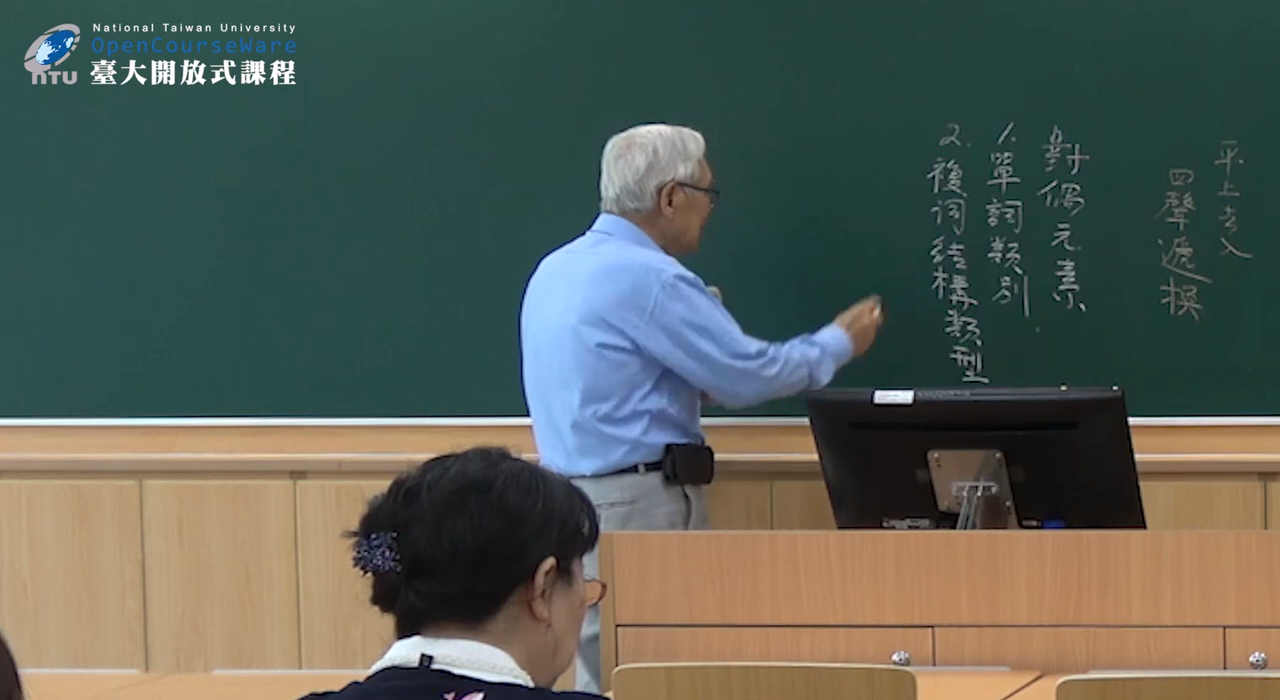 National Taiwan University
OpenCourseWare
臺大開放式課程
NTU
平上去入
四聲遞換
對偶元素
1.單詞類別
2.複詞結構類型